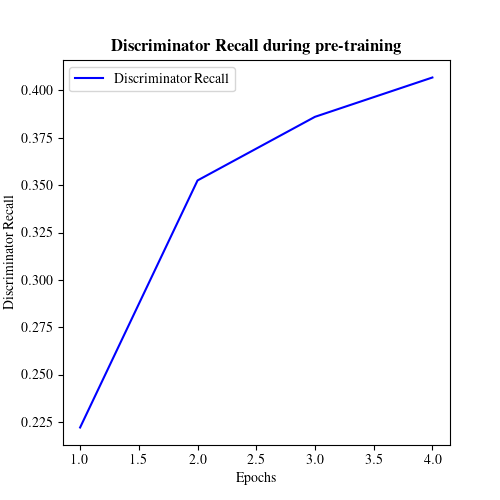 Discriminator Recall during pre-training
Discriminator Recall
0.400
0.375
0.350
0.325
0.300
0.275
0.250
0.225
Discriminator Recall
1.0 1.5 2.0 2.5 3.0 3.5 4.0
Epochs